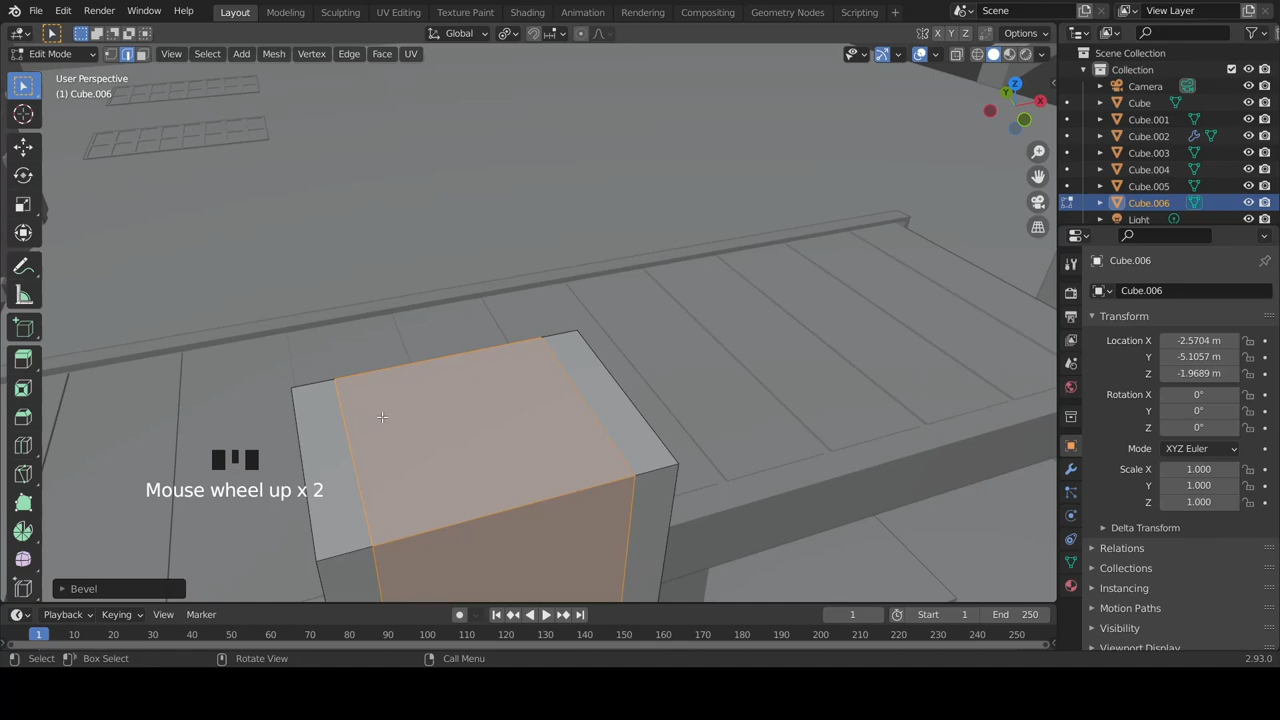 File Edit Render Window Help Layout Modeling Sculpting UV Editing Texture Paint Shading Animation Rendering Compositing Geometry Nodes Scripting + Scene View Layer
Global X Y Z Options
Edit Mode View Select Add Mesh Vertex Edge Face UV
User Perspective
(1) Cube.006
Z
Y
X
Scene Collection
Collection
Camera
Cube
Cube.001
Cube.002
Cube.003
Cube.004
Cube.005
Cube.006
Light
Cube.006
Cube.006
Transform
Location X -2.5704 m
Y -5.1057 m
Z -1.9689 m
Rotation X 0°
Y 0°
Z 0°
Mode XYZ Euler
Scale X 1.000
Y 1.000
Z 1.000
Delta Transform
Relations
Collections
Instancing
Motion Paths
Visibility
Viewport Display
Mouse wheel up x 2
Bevel
Playback Keying View Marker 1 Start 1 End 250
1 10 20 30 40 50 60 70 80 90 100 110 120 130 140 150 160 170 180 190 200 210 220 230 240 250
Select Box Select Rotate View Call Menu 2.93.0